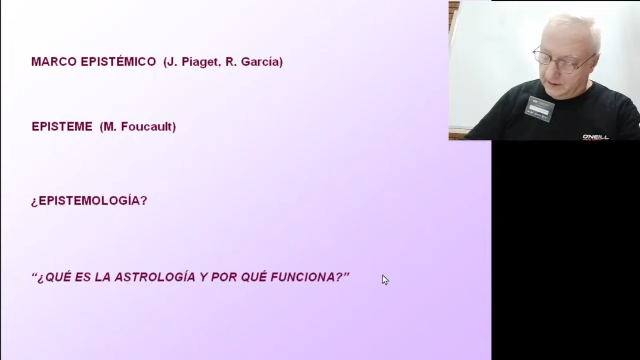 MARCO EPISTÉMICO (J. Piaget, R. García)
EPISTEME (M. Foucault)
¿EPISTEMOLOGÍA?
“¿QUÉ ES LA ASTROLOGÍA Y POR QUÉ FUNCIONA?”
O'NEILL